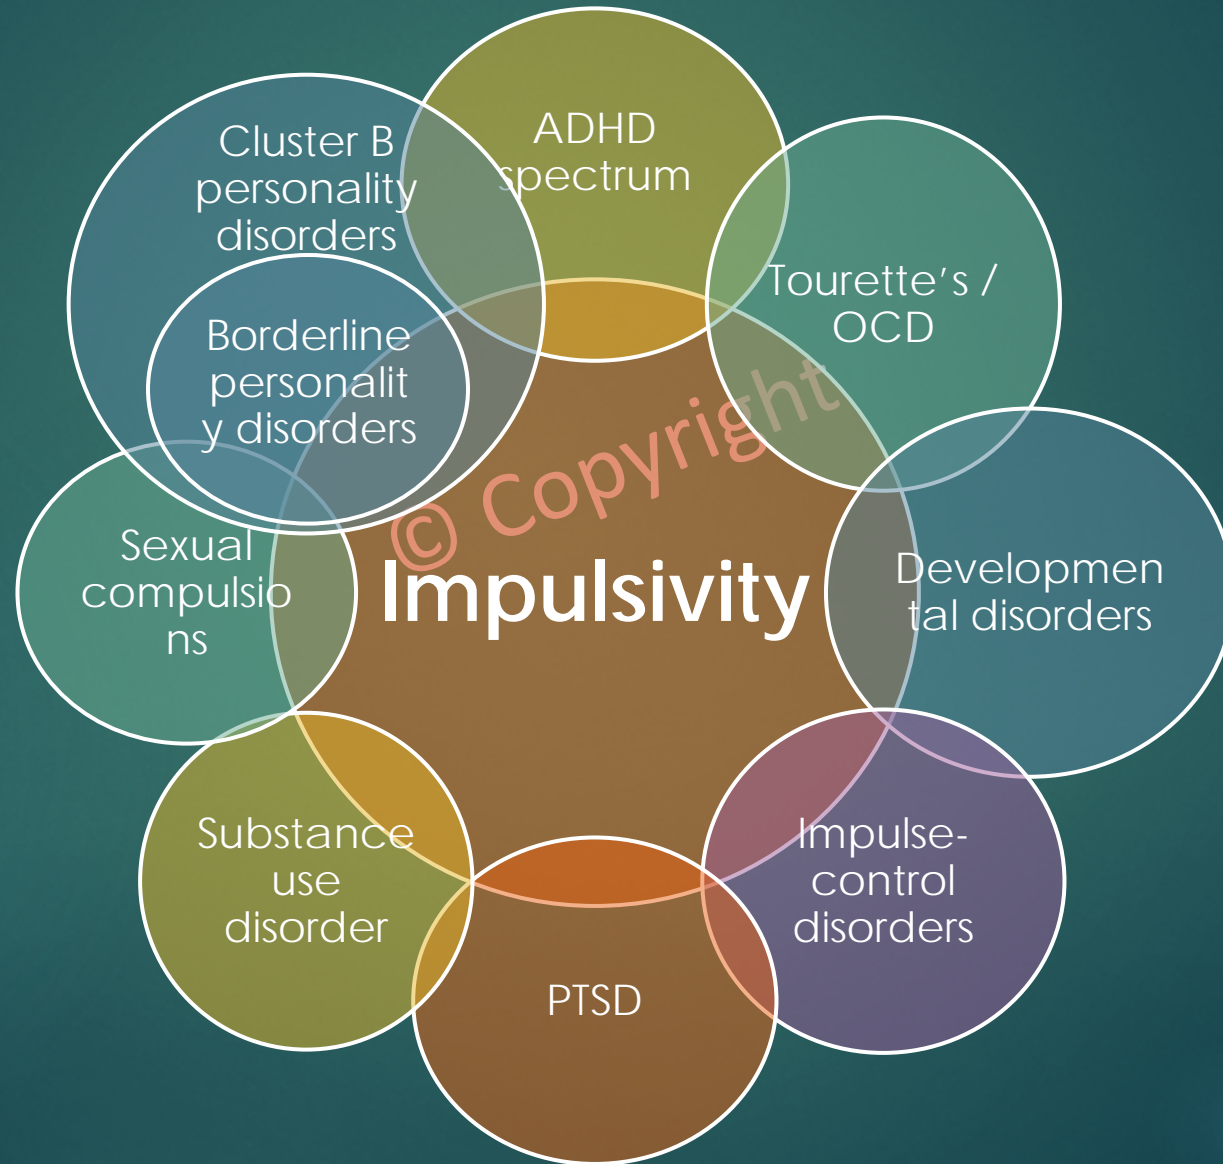 ADHD
spectrum
Cluster B
personality
disorders
Tourette's /
OCD
Borderline
personalit
y disorders
© Copyright
Impulsivity
Sexual
compulsio
ns
Developmen
tal disorders
Substance
use
disorder
Impulse-
control
disorders
PTSD